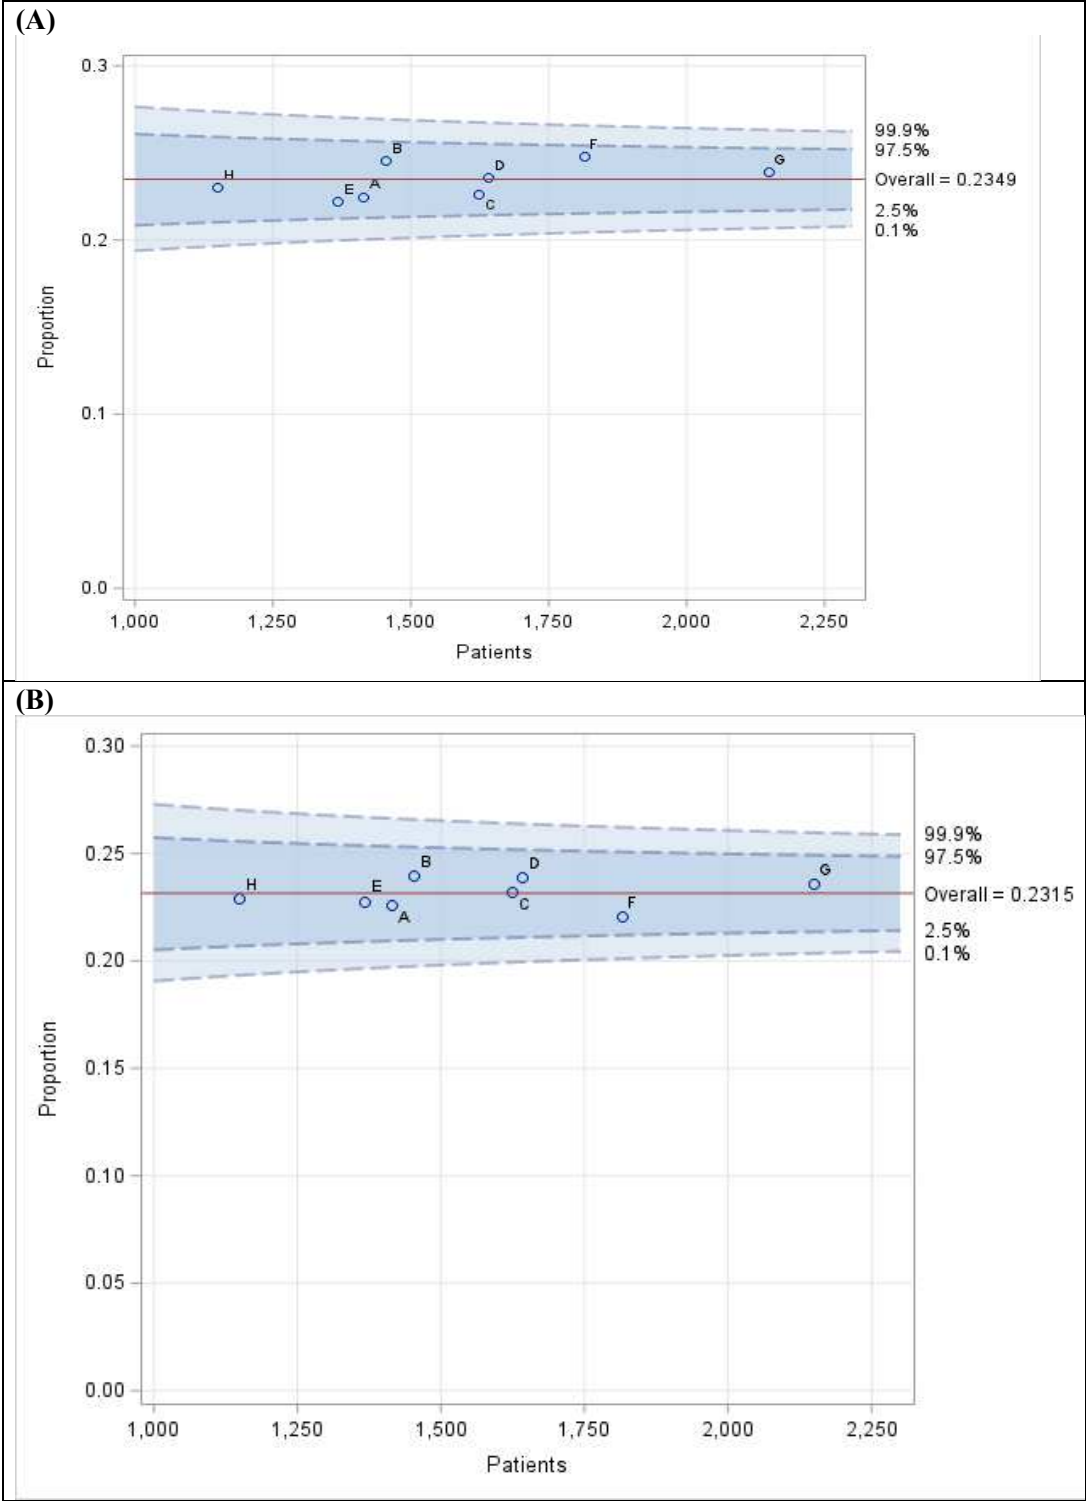 (A)
0.3
99.9%
97.5%
Overall = 0.2349
2.5%
0.1%
0.2
0.1
0.0
B
F
G
H
D
E
A
C
Proportion
1,000 1,250 1,500 1,750 2,000 2,250
Patients
(B)
0.30
0.25
0.20
0.15
0.10
0.05
0.00
99.9%
97.5%
Overall = 0.2315
2.5%
0.1%
B
D
G
H
E
A
C
F
Proportion
1,000 1,250 1,500 1,750 2,000 2,250
Patients